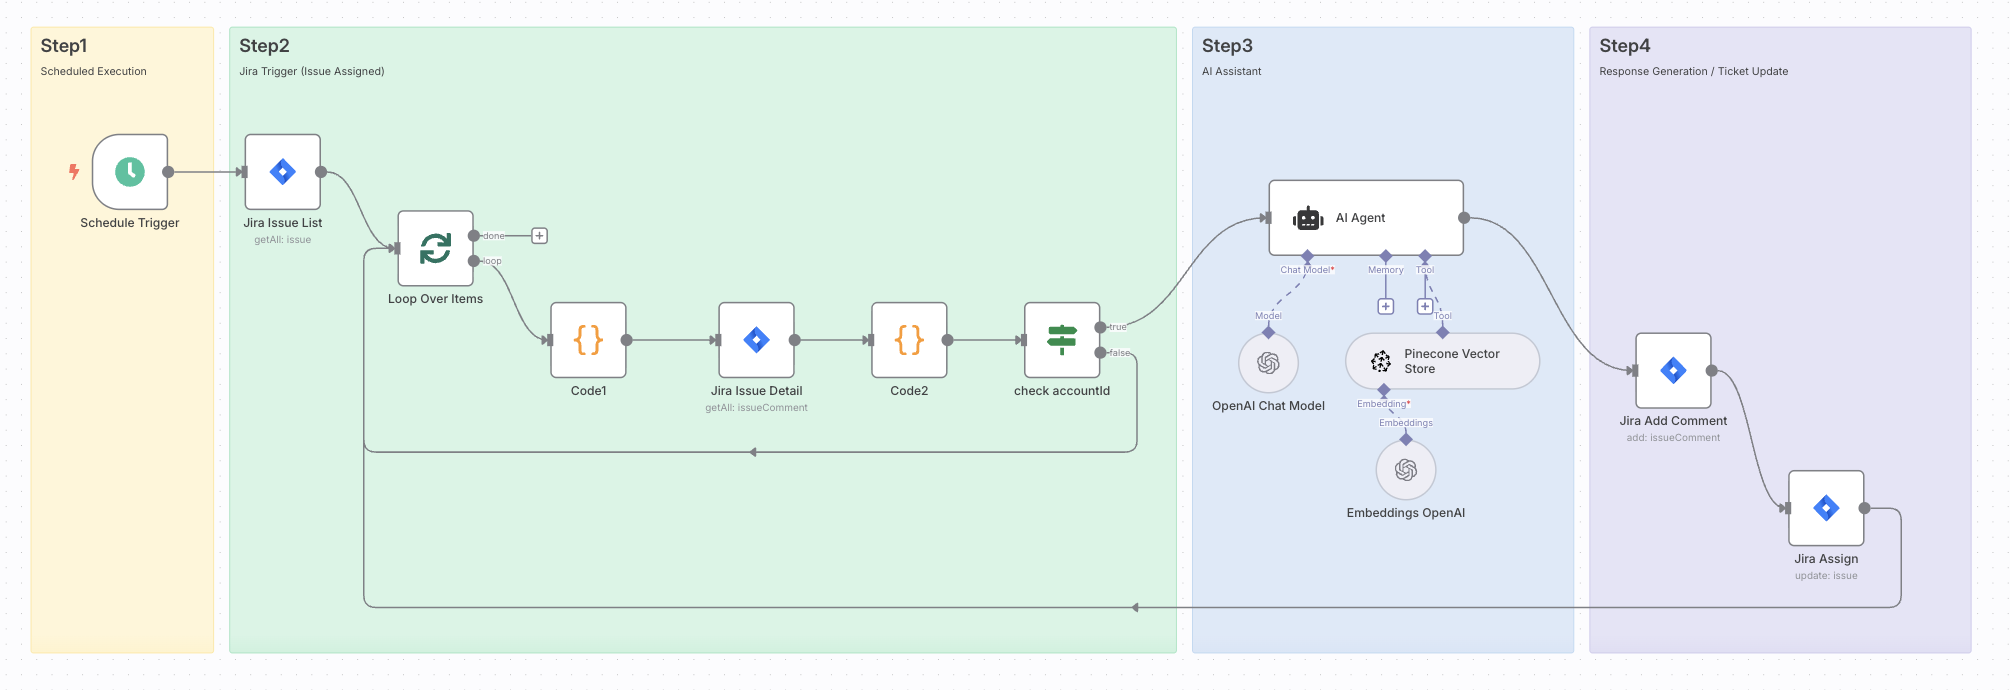 Step1
Scheduled Execution
Schedule Trigger
Step2
Jira Trigger (Issue Assigned)
Jira Issue List
getAll: issue
done
loop
Loop Over Items
Code1
Jira Issue Detail
getAll: issueComment
Code2
true
false
check accountId
Step3
AI Assistant
AI Agent
Chat Model*
Memory
Tool
Model
Tool
OpenAI Chat Model
Pinecone Vector
Store
Embedding*
Embeddings
Embeddings OpenAI
Step4
Response Generation / Ticket Update
Jira Add Comment
add: issueComment
Jira Assign
update: issue